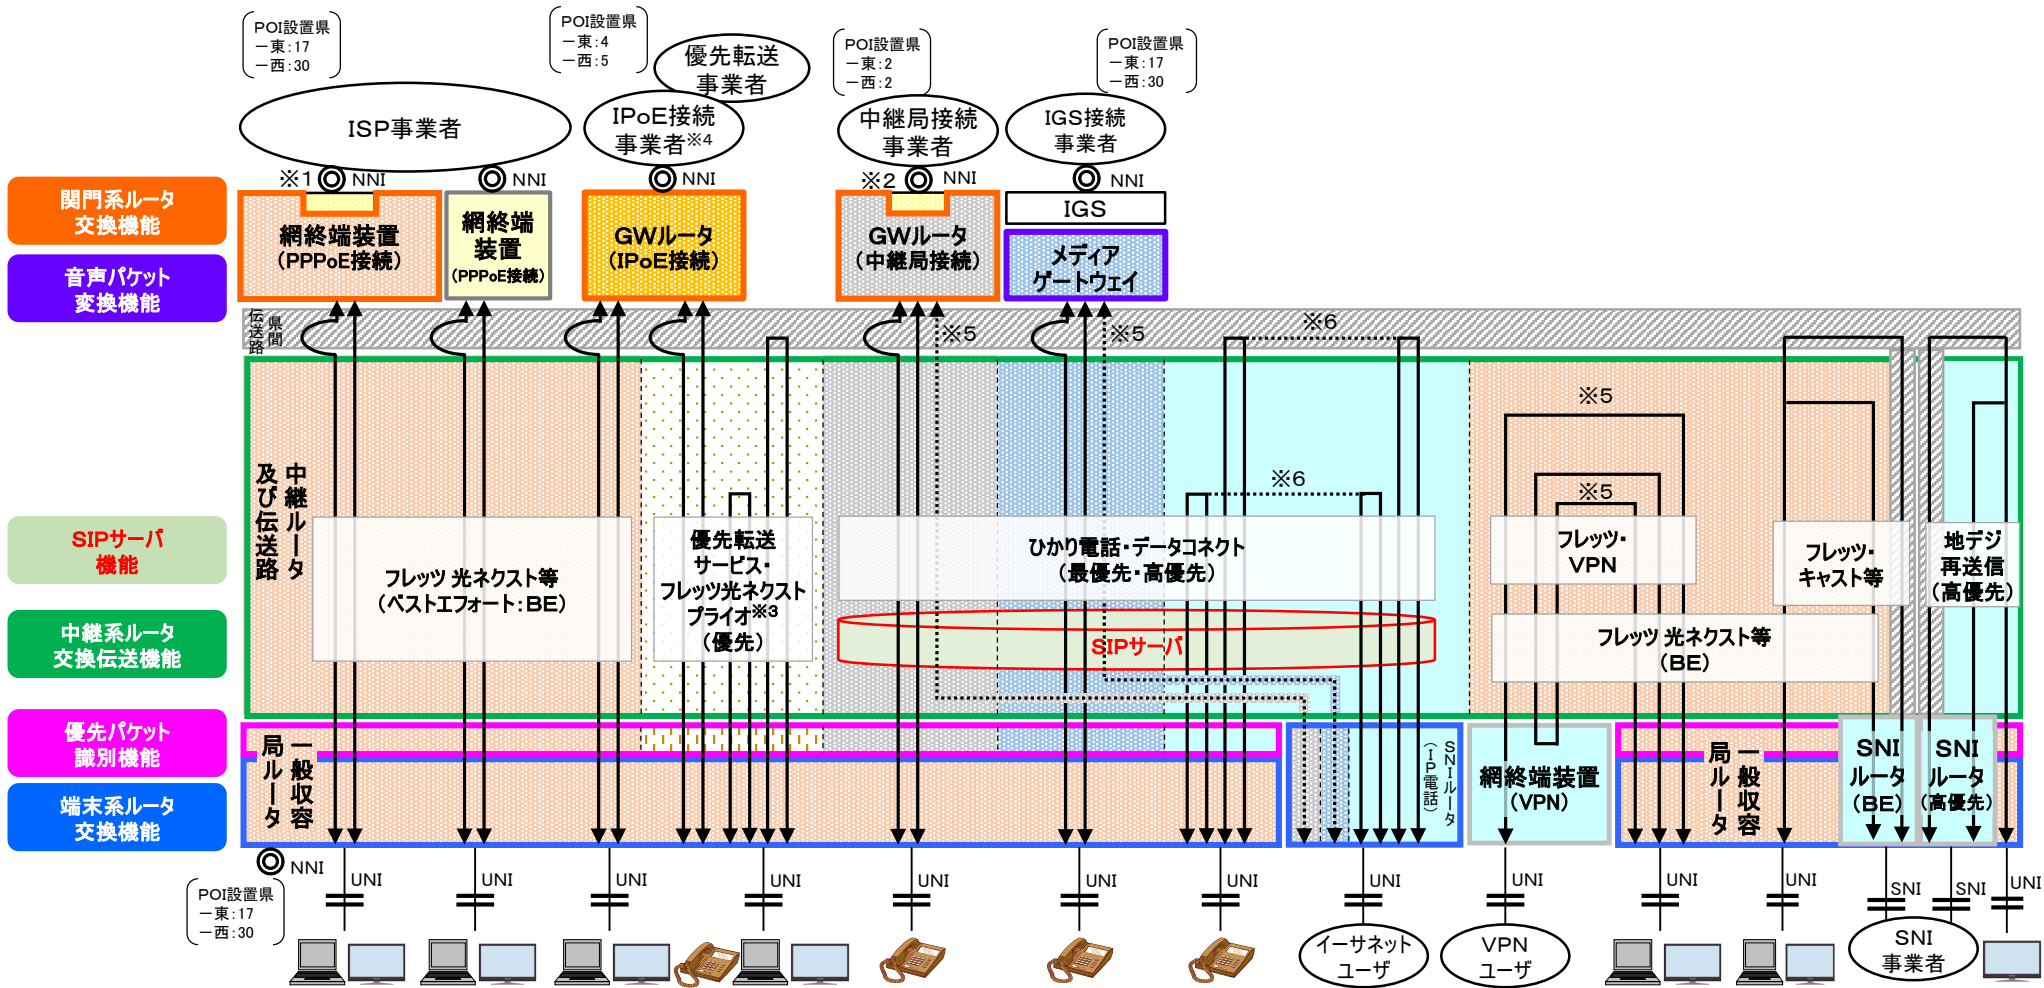 POI設置県
－東：17
－西：30
POI設置県
－東：4
－西：5
優先転送
事業者
POI設置県
－東：2
－西：2
POI設置県
－東：17
－西：30
ISP事業者
IPoE接続
事業者※4
中継局接続
事業者
IGS接続
事業者
※1
NNI
NNI
NNI
※2
NNI
NNI
関門系ルータ
交換機能
音声パケット
変換機能
SIPサーバ
機能
中継系ルータ
交換伝送機能
優先パケット
識別機能
端末系ルータ
交換機能
網終端装置
（PPPoE接続）
網終端
装置
（PPPoE接続）
GWルータ
（IPoE接続）
GWルータ
（中継局接続）
IGS
メディア
ゲートウェイ
県間
伝送路
※5
※5
※6
※5
※6
※5
中継ルータ
及び伝送路
フレッツ 光ネクスト等
（ベストエフォート：BE）
優先転送
サービス・
フレッツ光ネクスト
プライオ※3
（優先）
ひかり電話・データコネクト
（最優先・高優先）
SIPサーバ
フレッツ・
VPN
フレッツ 光ネクスト等
（BE）
フレッツ・
キャスト等
地デジ
再送信
（高優先）
一般収容
局ルータ
SNIルータ
（IP電話）
網終端装置
（VPN）
一般収容
局ルータ
SNI
ルータ
（BE）
SNI
ルータ
（高優先）
NNI
POI設置県
－東：17
－西：30
UNI
UNI
UNI
UNI
UNI
UNI
UNI
UNI
UNI
UNI
UNI
SNI
SNI
UNI
イーサネット
ユーザ
VPN
ユーザ
SNI
事業者